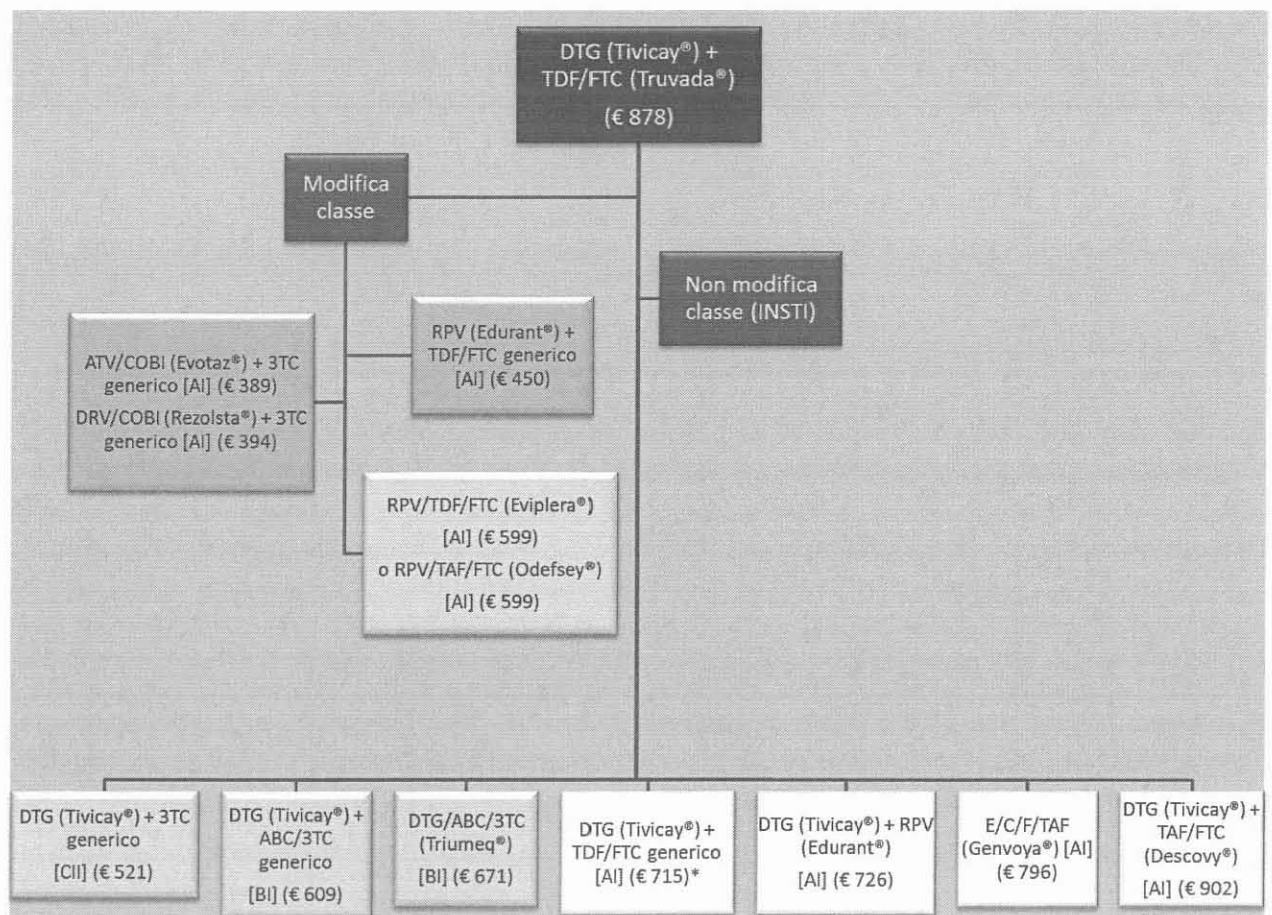 DTG (Tivicay®) +
TDF/FTC (Truvada®)
(€ 878)
Modifica
classe
Non modifica
classe (INSTI)
RPV (Edurant®) +
TDF/FTC generico
[AI] (€ 450)
ATV/COBI (Evotaz®) + 3TC
generico [AI] (€ 389)
DRV/COBI (Rezolsta®) + 3TC
generico [AI] (€ 394)
RPV/TDF/FTC (Eviplera®)
[AI] (€ 599)
o RPV/TAF/FTC (Odefsey®)
[AI] (€ 599)
DTG (Tivicay®) + 3TC
generico
[CII] (€ 521)
DTG (Tivicay®) +
ABC/3TC
generico
[BI] (€ 609)
DTG/ABC/3TC
(Triumeq®)
[BI] (€ 671)
DTG (Tivicay®) +
TDF/FTC generico
[AI] (€ 715)*
DTG (Tivicay®) + RPV
(Edurant®)
[AI] (€ 726)
E/C/F/TAF
(Genvoya®) [AI]
(€ 796)
DTG (Tivicay®) +
TAF/FTC
(Descovy®)
[AI] (€ 902)